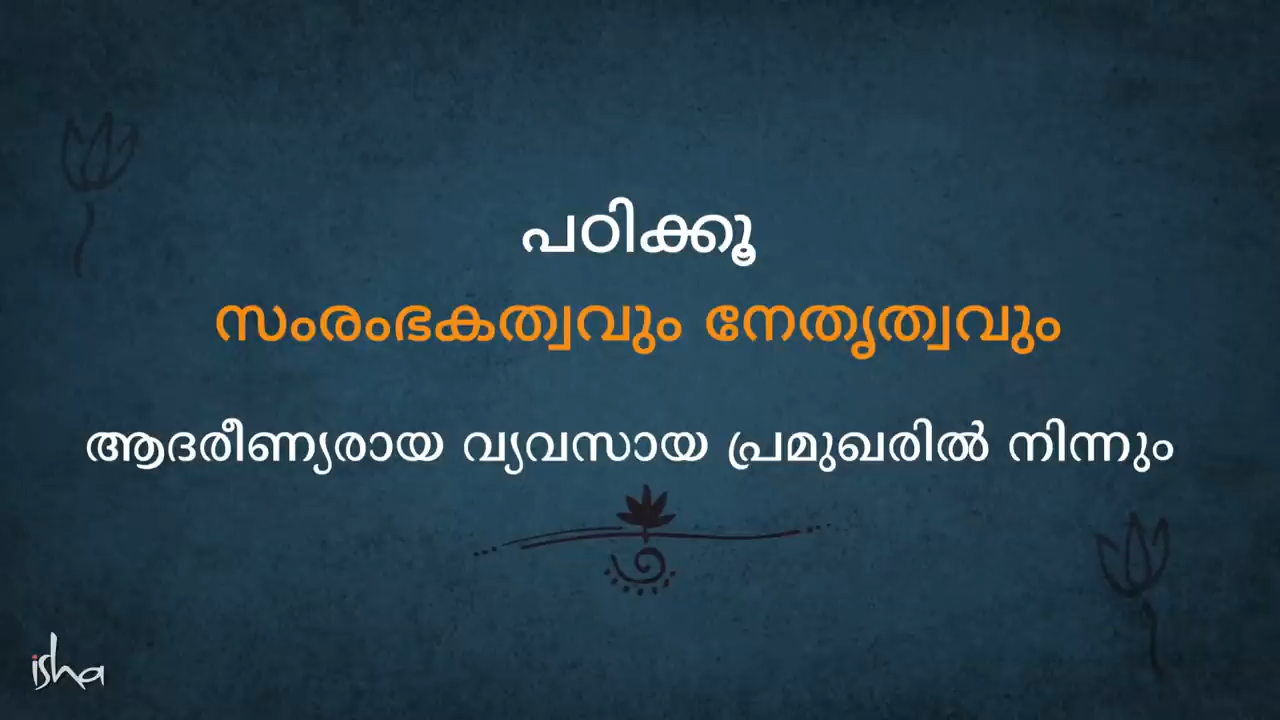 പഠിക്കൂ
സംരംഭകത്വവും നേതൃത്വവും
ആദരീണ്യരായ വ്യവസായ പ്രമുഖരിൽ നിന്നും
isha